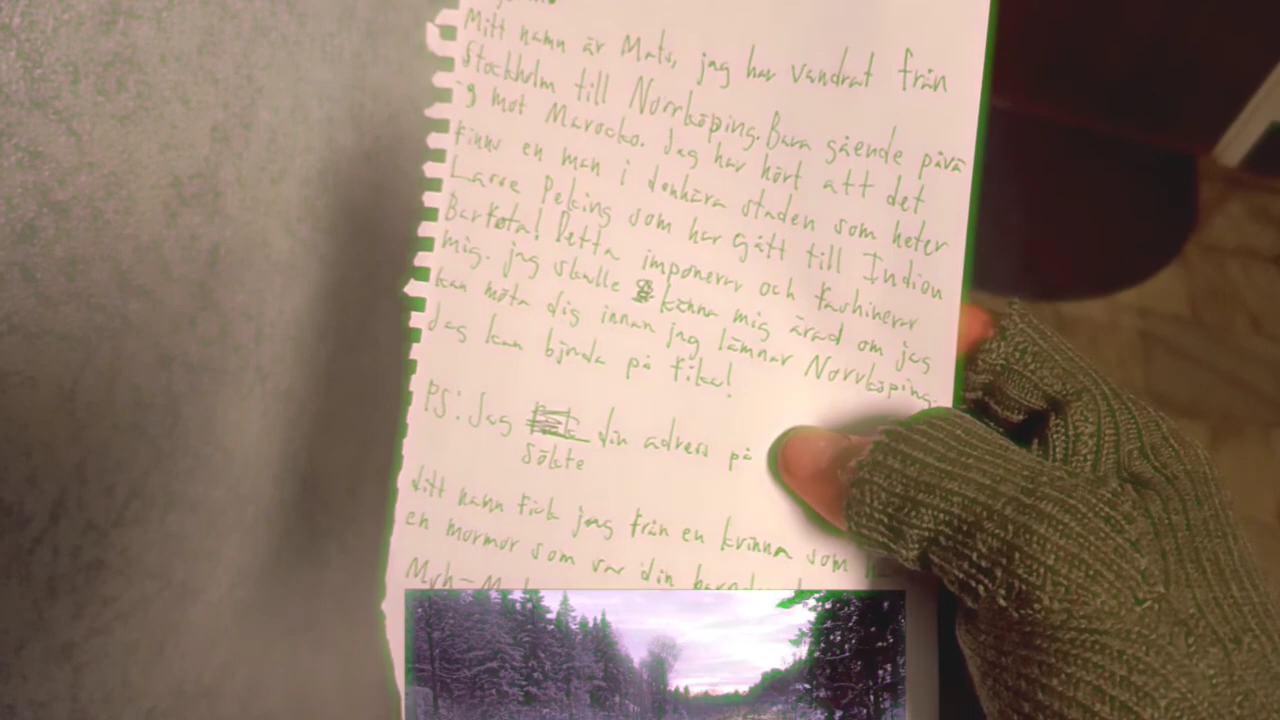 Mitt namn är Mats, jag har vandrat från
Stockholm till Norrköping. Bara gående påvä
g mot Marocko. Jag har hört att det
finns en man i denhära staden som heter
Lasse Peking som har gått till Indien
Barfota! Detta imponerar och fashinerar
mig. jag skulle känna mig ärad om jag
kan möta dig innan jag lämnar Norrköping.
Jag kan bjuda på fika!
PS: Jag sökte din adress på
ditt namn fick jag från en kvinna som
en mormor som var din